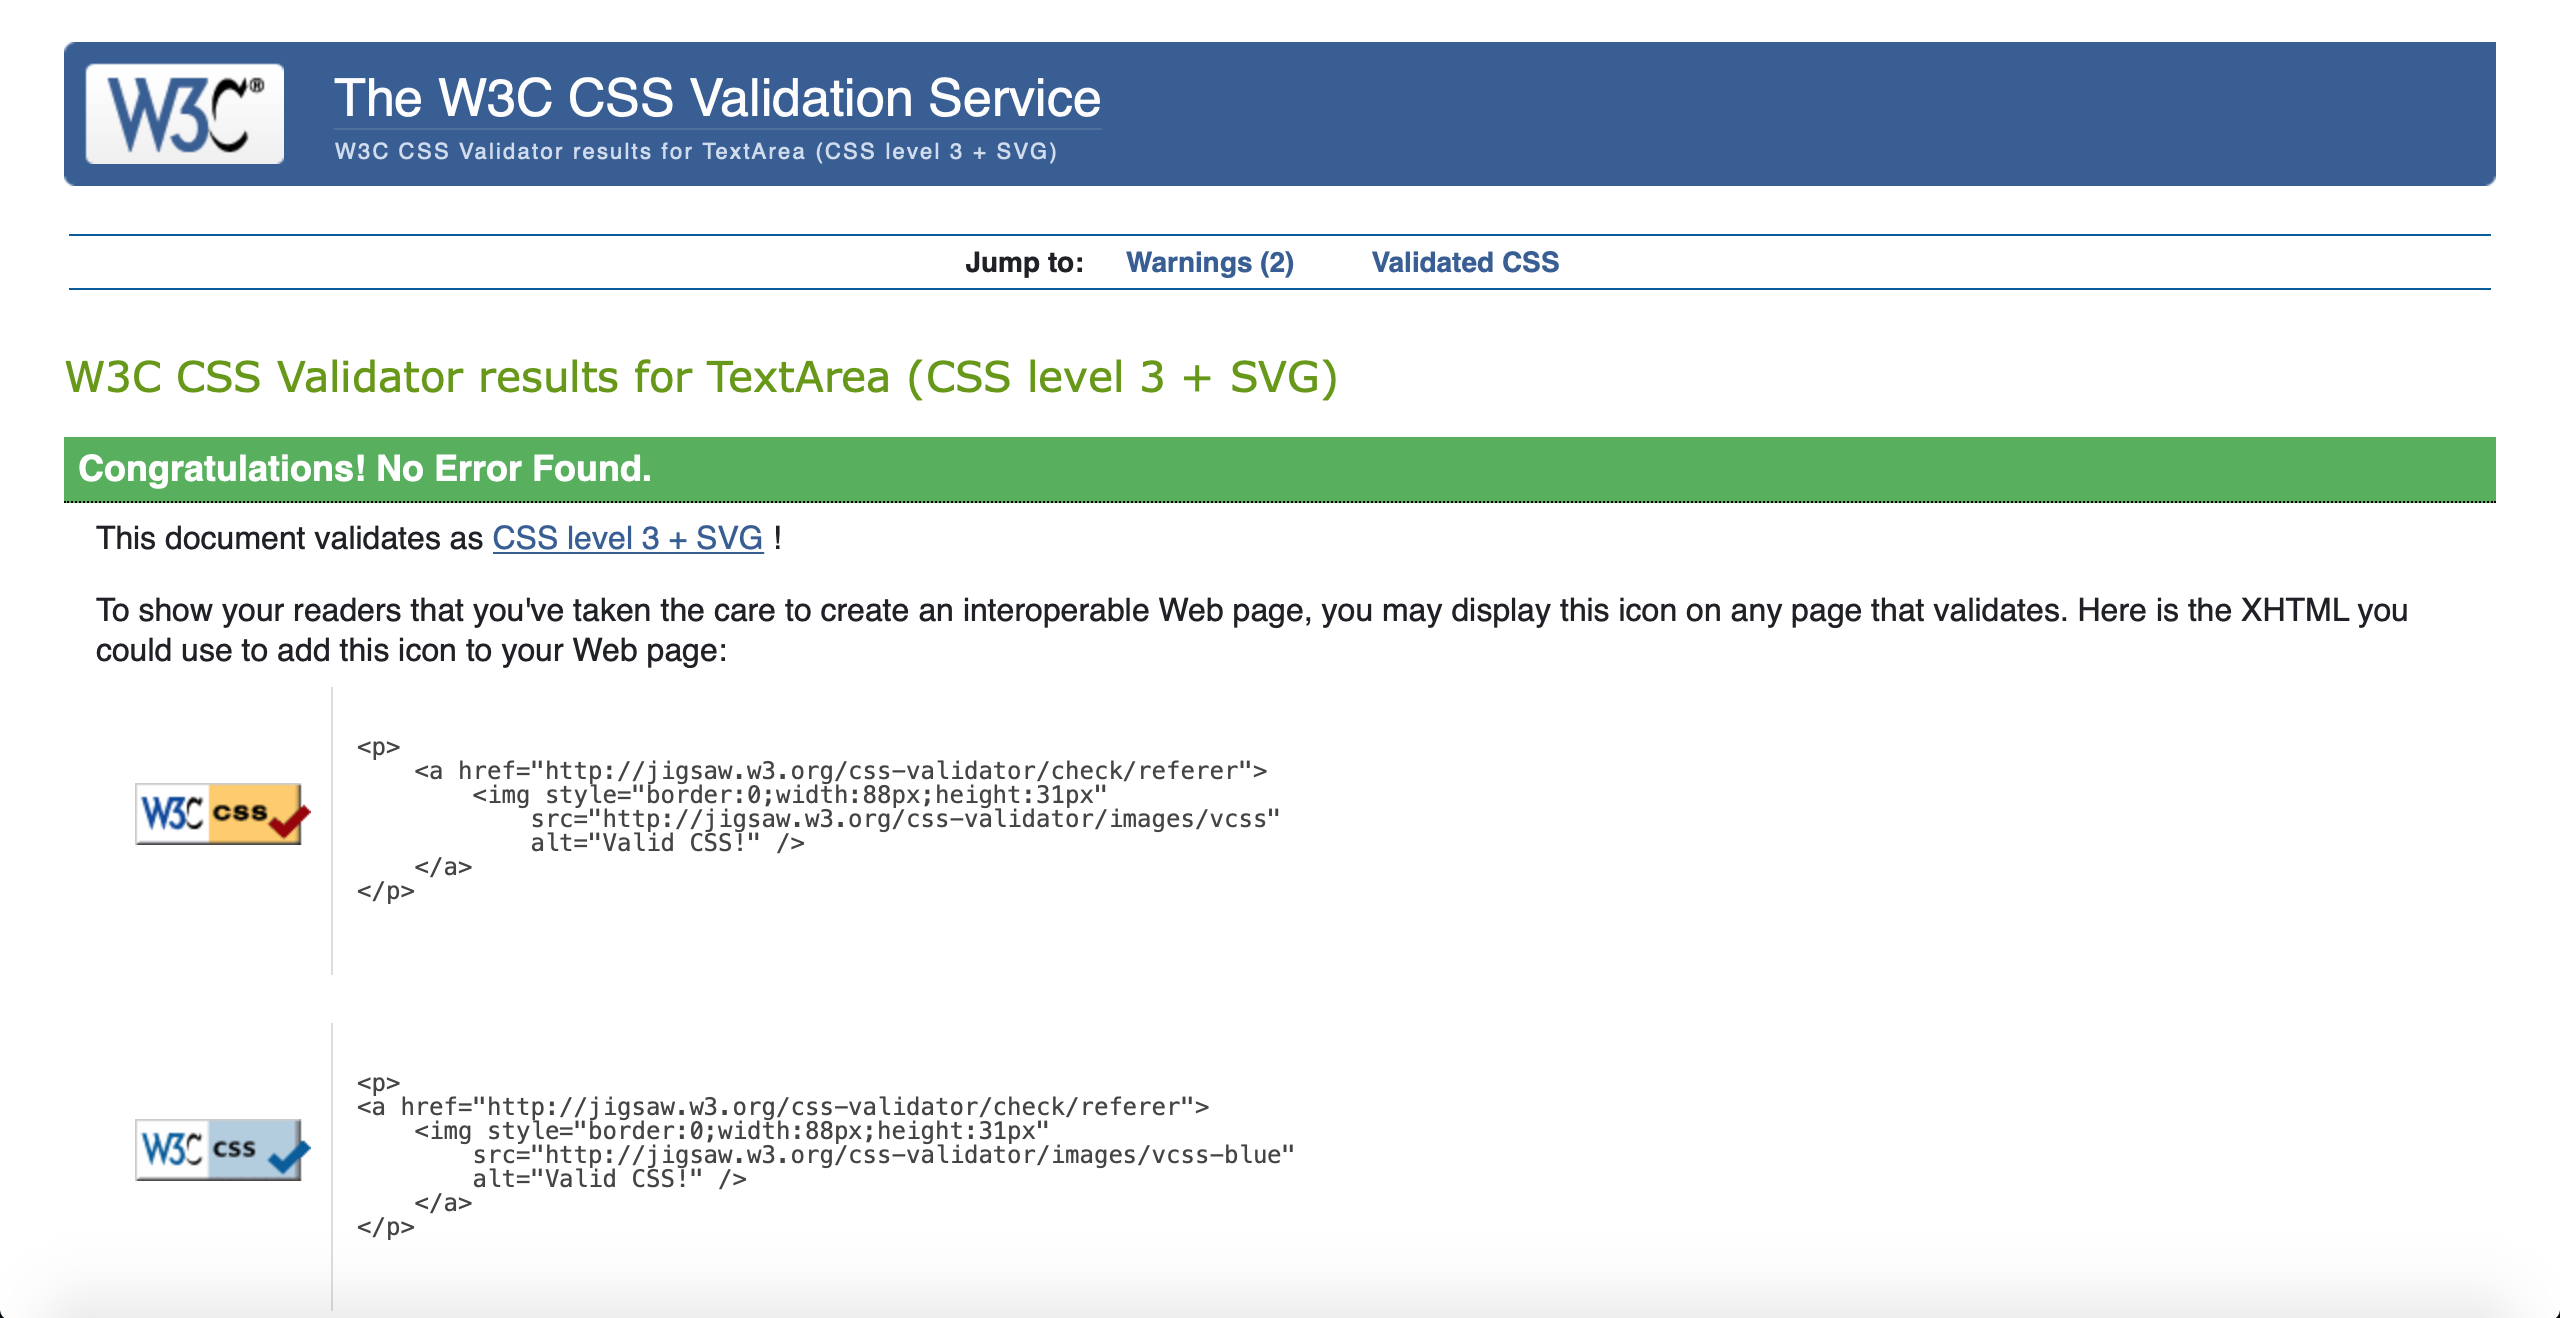 W3C®
The W3C CSS Validation Service
W3C CSS Validator results for TextArea (CSS level 3 + SVG)
Jump to: Warnings (2) Validated CSS
W3C CSS Validator results for TextArea (CSS level 3 + SVG)
Congratulations! No Error Found.
This document validates as CSS level 3 + SVG !
To show your readers that you've taken the care to create an interoperable Web page, you may display this icon on any page that validates. Here is the XHTML you
could use to add this icon to your Web page:
W3C css
<p>
    <a href="http://jigsaw.w3.org/css-validator/check/referer">
        <img style="border:0;width:88px;height:31px"
            src="http://jigsaw.w3.org/css-validator/images/vcss"
            alt="Valid CSS!" />
    </a>
</p>
W3C css
<p>
<a href="http://jigsaw.w3.org/css-validator/check/referer">
    <img style="border:0;width:88px;height:31px"
        src="http://jigsaw.w3.org/css-validator/images/vcss-blue"
        alt="Valid CSS!" />
    </a>
</p>